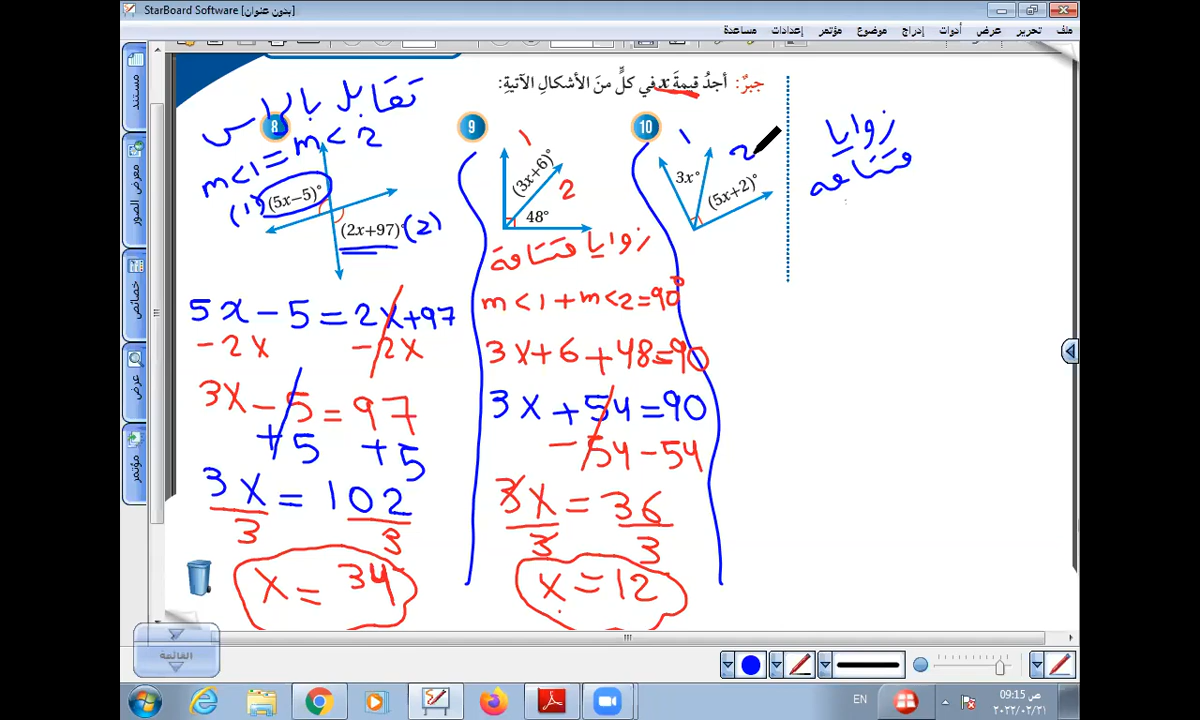 StarBoard Software [بدون عنوان]
ملف تحرير عرض أدوات إدراج موضوع مؤتمر إعدادات مساعدة
مستند
معرض الصور
خصائص
عرض
مؤتمر
جبرٌ: أجدُ قيمةَ x في كلٍّ منَ الأشكالِ الآتيةِ:
8
تقابل بالرأس
m<1 = m<2
(1) (5x−5)°
(2x+97)° (2)
5x − 5 = 2x+97
−2x −2x
3x − 5 = 97
+5 +5
3x = 102
3 3
x = 34
9
1
(3x+6)°
2
48°
زوايا متتامة
m<1 + m<2 = 90°
3x+6 + 48 = 90
3x + 54 = 90
− 54 − 54
3x = 36
3 3
x = 12
10
1
2
3x°
(5x+2)°
زوايا
متتامة
القائمة
EN
09:15 ص
٢٠٢٢/٠٢/٢١